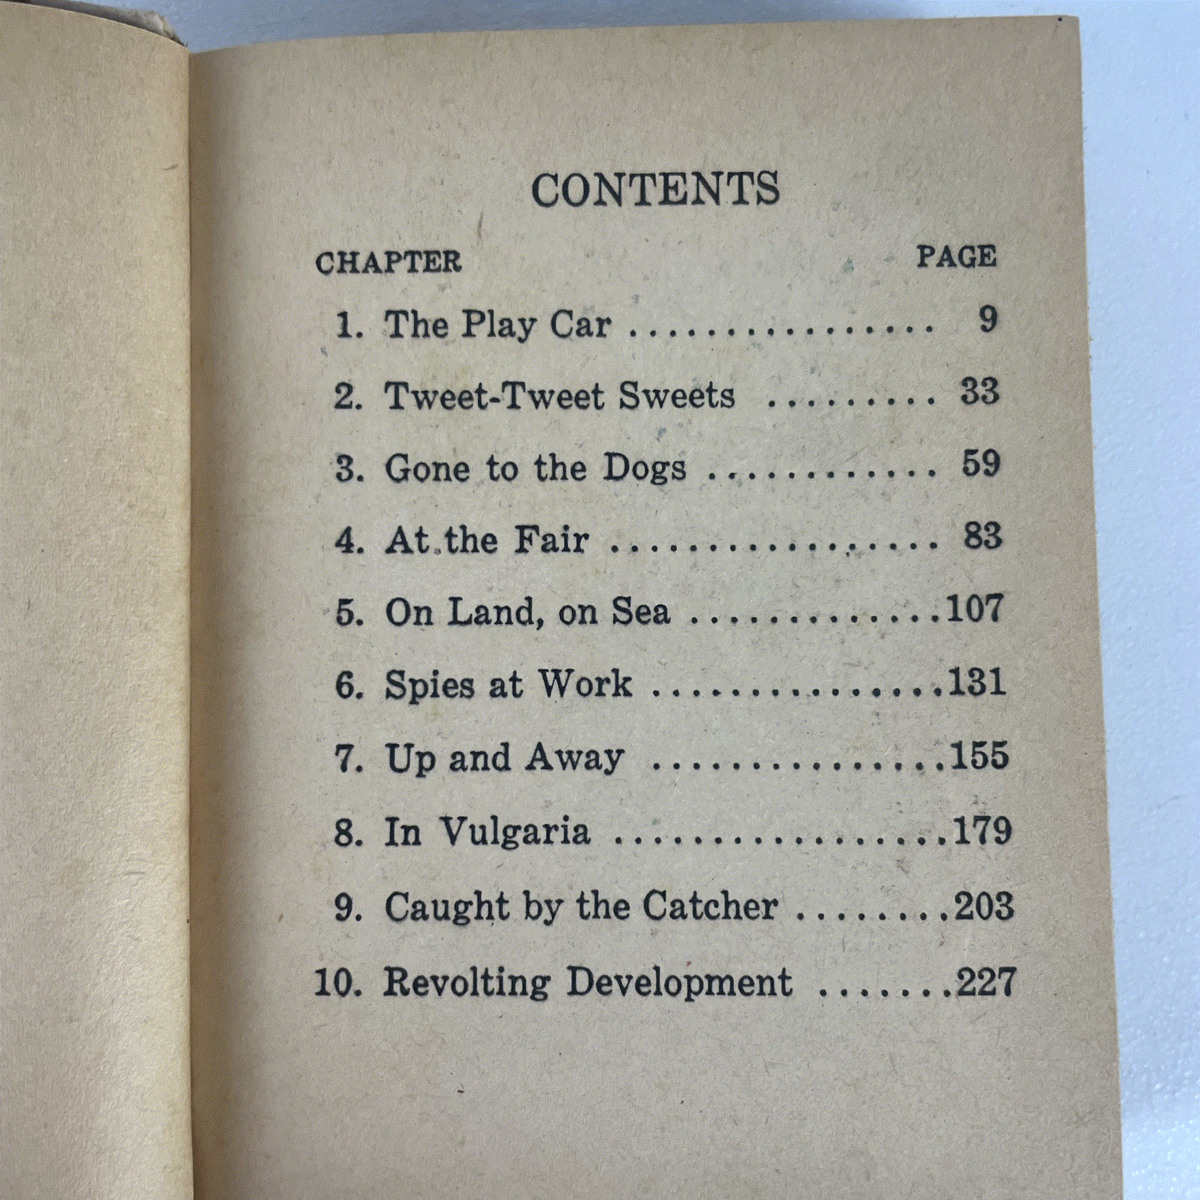 CONTENTS
CHAPTER PAGE
1. The Play Car ................ 9
2. Tweet-Tweet Sweets ......... 33
3. Gone to the Dogs ............ 59
4. At the Fair ................. 83
5. On Land, on Sea .............107
6. Spies at Work ...............131
7. Up and Away ...............155
8. In Vulgaria .................179
9. Caught by the Catcher ........203
10. Revolting Development .......227